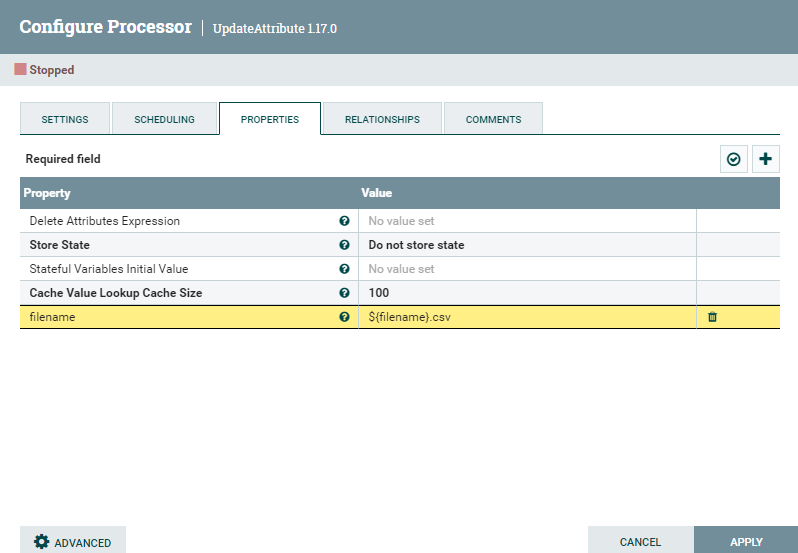 Configure Processor | UpdateAttribute 1.17.0
Stopped
SETTINGS SCHEDULING PROPERTIES RELATIONSHIPS COMMENTS
Required field
Property Value
Delete Attributes Expression No value set
Store State Do not store state
Stateful Variables Initial Value No value set
Cache Value Lookup Cache Size 100
filename ${filename}.csv
ADVANCED CANCEL APPLY